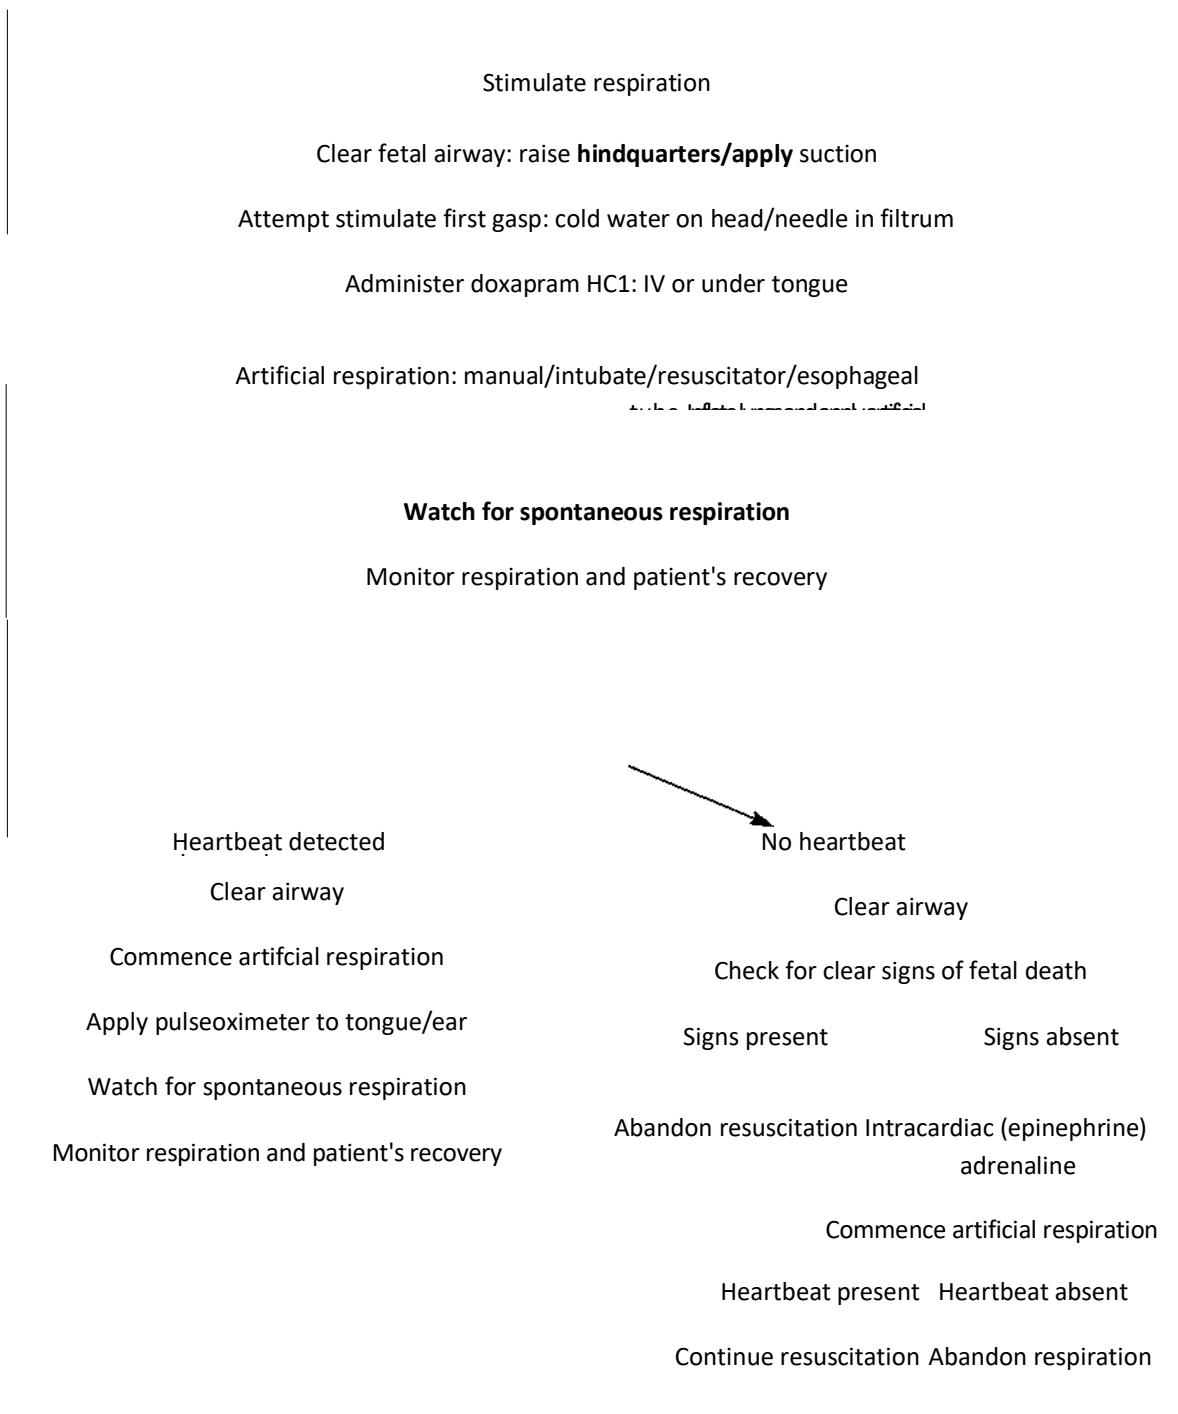 Stimulate respiration
Clear fetal airway: raise hindquarters/apply suction
Attempt stimulate first gasp: cold water on head/needle in filtrum
Administer doxapram HC1: IV or under tongue
Artificial respiration: manual/intubate/resuscitator/esophageal
Watch for spontaneous respiration
Monitor respiration and patient's recovery
Heartbeat detected
Clear airway
Commence artifcial respiration
Apply pulseoximeter to tongue/ear
Watch for spontaneous respiration
Monitor respiration and patient's recovery
No heartbeat
Clear airway
Check for clear signs of fetal death
Signs present Signs absent
Abandon resuscitation Intracardiac (epinephrine)
adrenaline
Commence artificial respiration
Heartbeat present Heartbeat absent
Continue resuscitation Abandon respiration